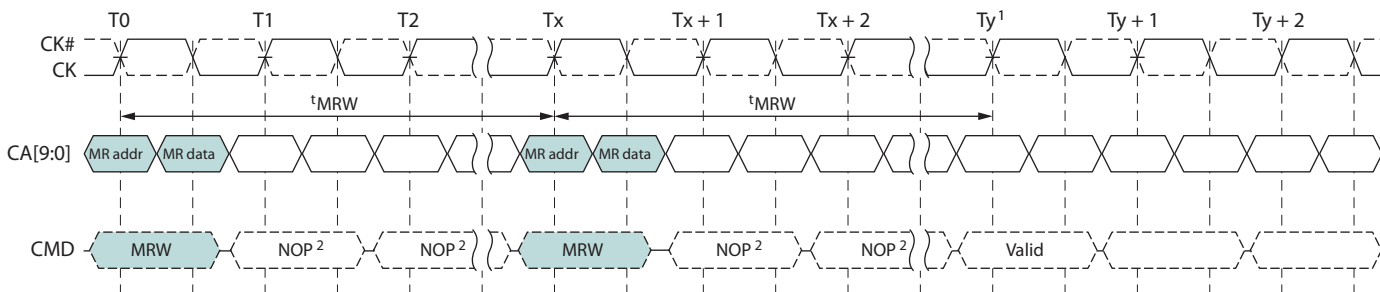 T0 T1 T2 Tx Tx + 1 Tx + 2 Ty¹ Ty + 1 Ty + 2
CK#
CK
ᵗMRW ᵗMRW
CA[9:0] MR addr MR data MR addr MR data
CMD MRW NOP ² NOP ² MRW NOP ² NOP ² Valid